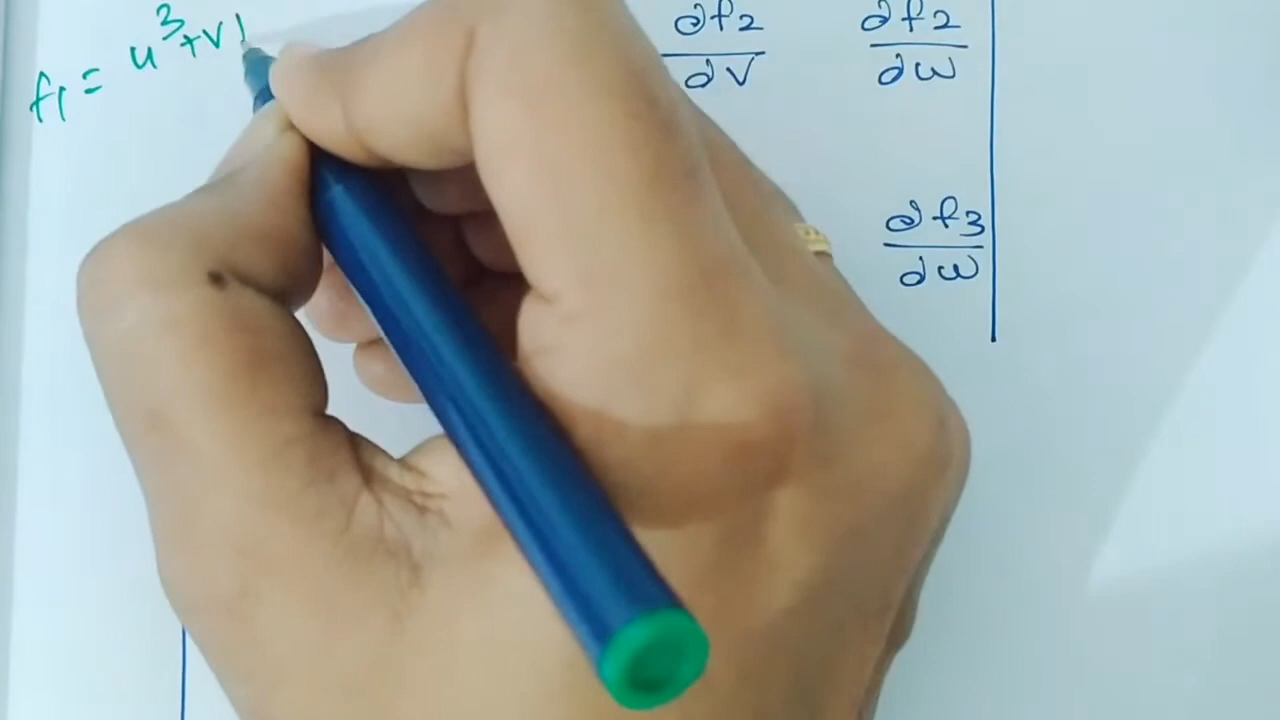 f₁ = u³+v
∂f₂/∂v ∂f₂/∂w
∂f₃/∂w